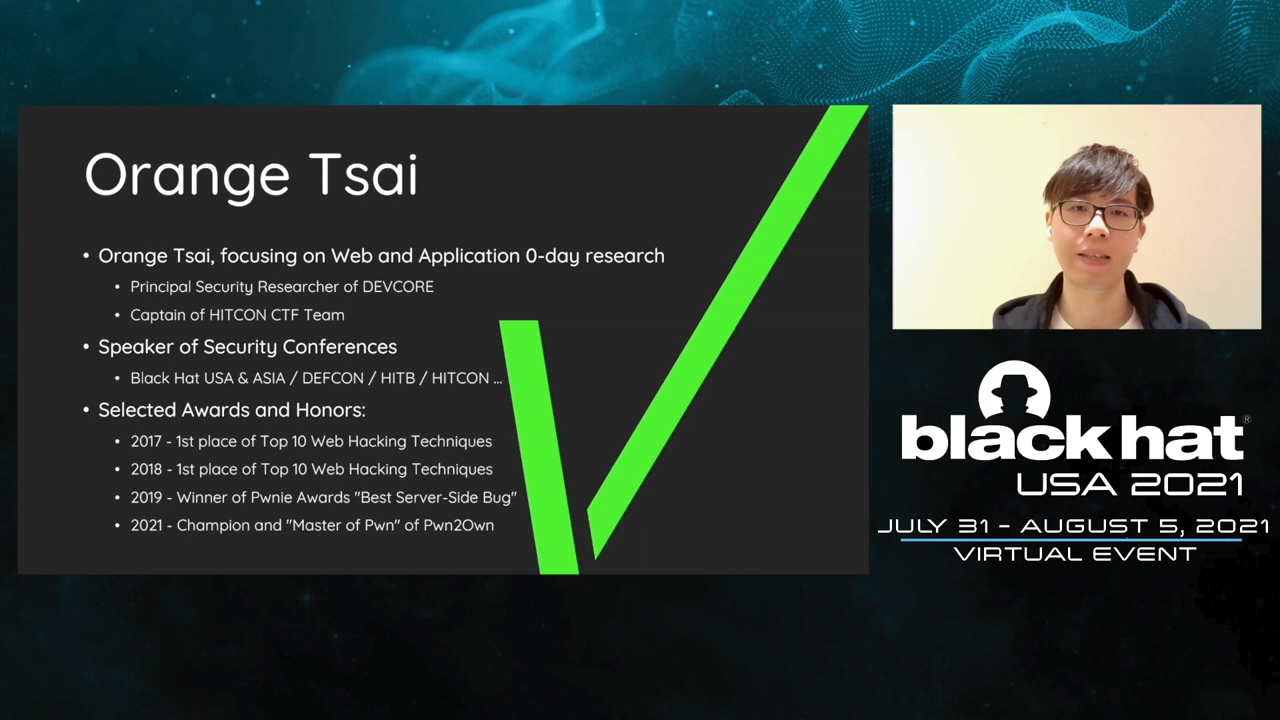 Orange Tsai
• Orange Tsai, focusing on Web and Application 0-day research
• Principal Security Researcher of DEVCORE
• Captain of HITCON CTF Team
• Speaker of Security Conferences
• Black Hat USA & ASIA / DEFCON / HITB / HITCON ...
• Selected Awards and Honors:
• 2017 - 1st place of Top 10 Web Hacking Techniques
• 2018 - 1st place of Top 10 Web Hacking Techniques
• 2019 - Winner of Pwnie Awards "Best Server-Side Bug"
• 2021 - Champion and "Master of Pwn" of Pwn2Own
black hat®
USA 2021
JULY 31 - AUGUST 5, 2021
VIRTUAL EVENT